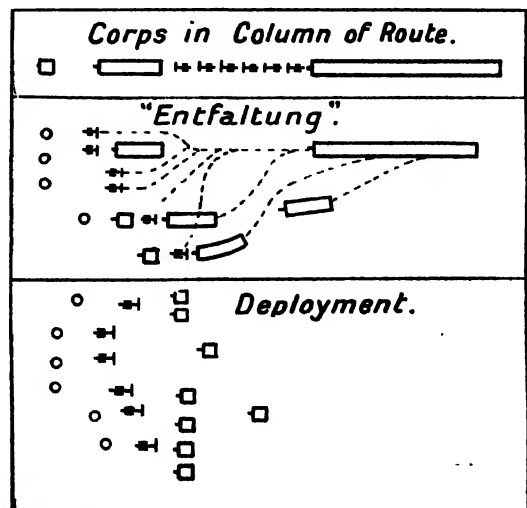 Corps in Column of Route.
"Entfaltung".
Deployment.